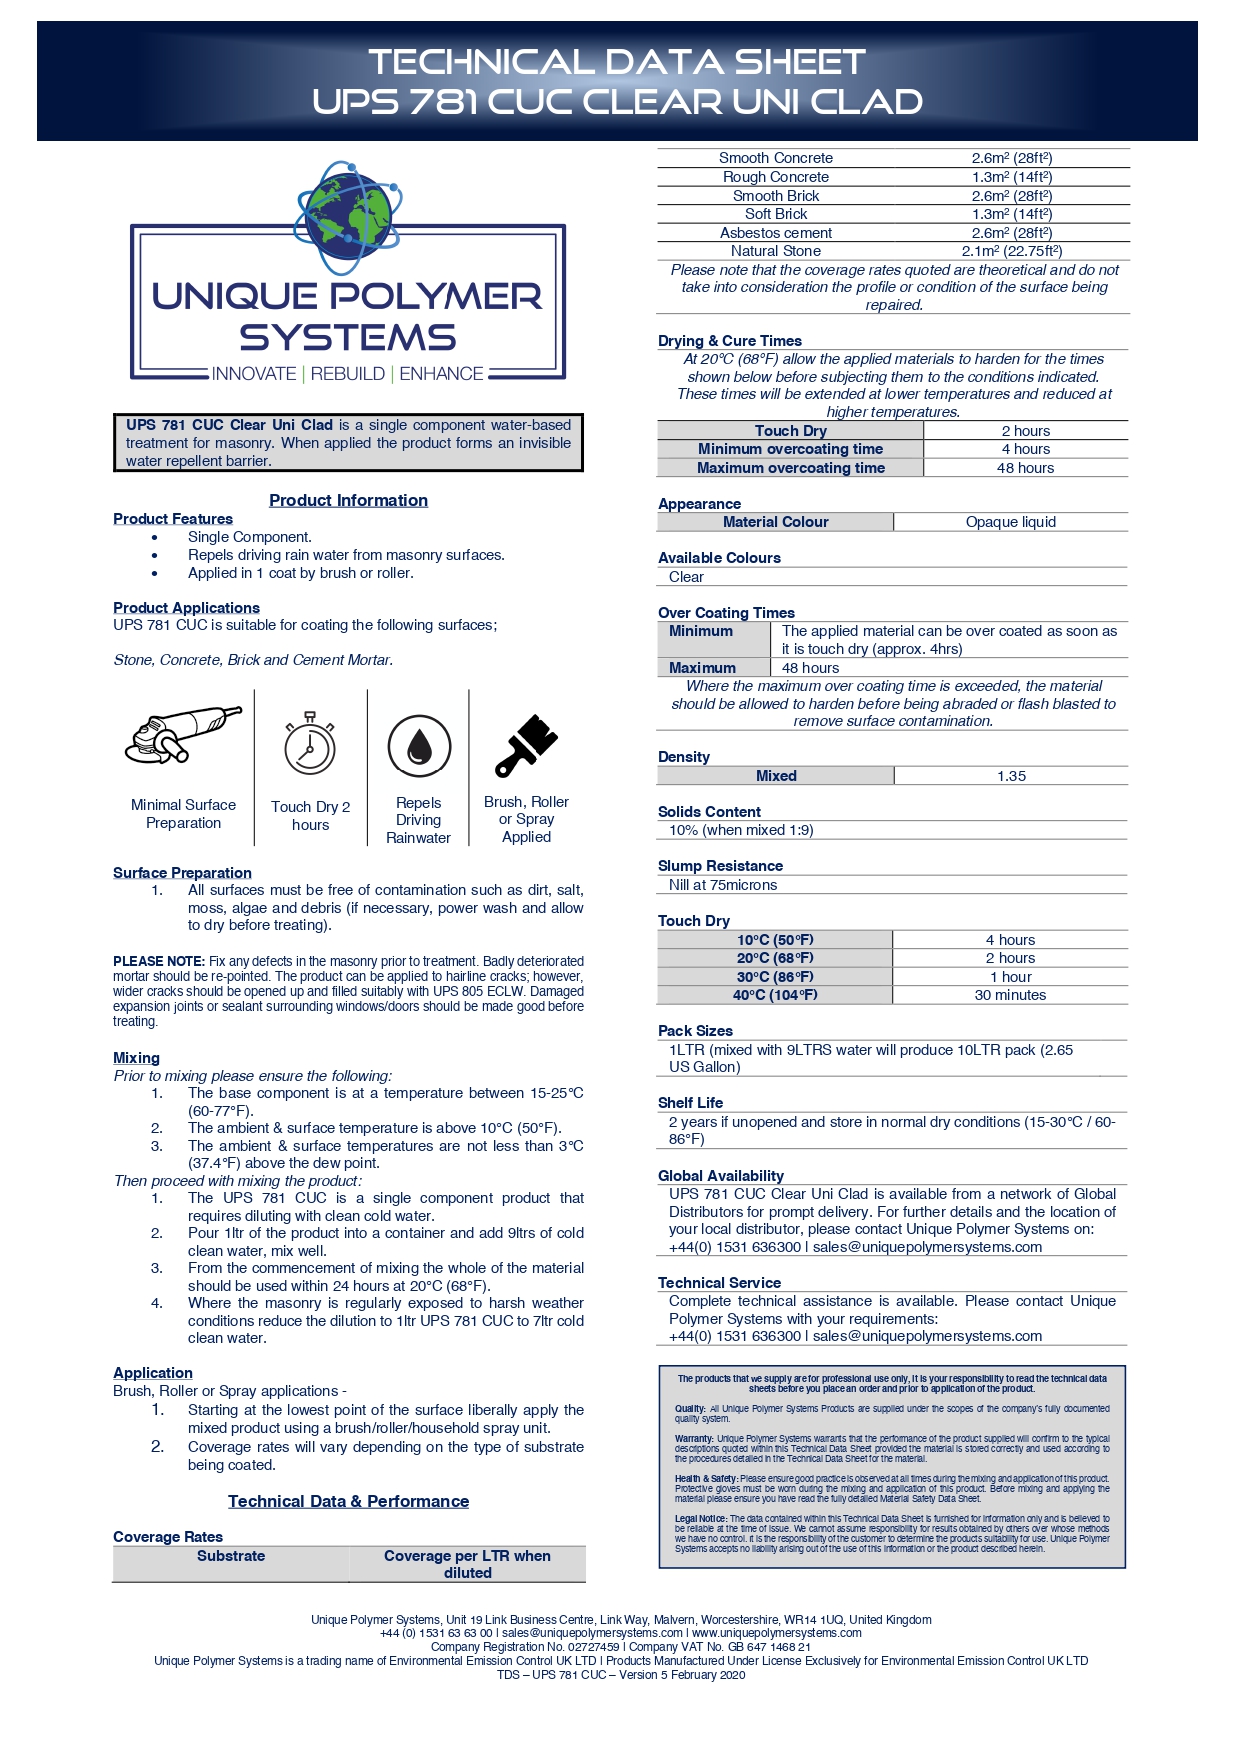 TECHNICAL DATA SHEET
UPS 781 CUC CLEAR UNI CLAD
UNIQUE POLYMER
SYSTEMS
INNOVATE | REBUILD | ENHANCE
UPS 781 CUC Clear Uni Clad is a single component water-based
treatment for masonry. When applied the product forms an invisible
water repellent barrier.
Product Information
Product Features
• Single Component.
• Repels driving rain water from masonry surfaces.
• Applied in 1 coat by brush or roller.
Product Applications
UPS 781 CUC is suitable for coating the following surfaces;
Stone, Concrete, Brick and Cement Mortar.
Minimal Surface
Preparation
Touch Dry 2
hours
Repels
Driving
Rainwater
Brush, Roller
or Spray
Applied
Surface Preparation
1. All surfaces must be free of contamination such as dirt, salt,
moss, algae and debris (if necessary, power wash and allow
to dry before treating).
PLEASE NOTE: Fix any defects in the masonry prior to treatment. Badly deteriorated
mortar should be re-pointed. The product can be applied to hairline cracks; however,
wider cracks should be opened up and filled suitably with UPS 805 ECLW. Damaged
expansion joints or sealant surrounding windows/doors should be made good before
treating.
Mixing
Prior to mixing please ensure the following:
1. The base component is at a temperature between 15-25°C
(60-77°F).
2. The ambient & surface temperature is above 10°C (50°F).
3. The ambient & surface temperatures are not less than 3°C
(37.4°F) above the dew point.
Then proceed with mixing the product:
1. The UPS 781 CUC is a single component product that
requires diluting with clean cold water.
2. Pour 1ltr of the product into a container and add 9ltrs of cold
clean water, mix well.
3. From the commencement of mixing the whole of the material
should be used within 24 hours at 20°C (68°F).
4. Where the masonry is regularly exposed to harsh weather
conditions reduce the dilution to 1ltr UPS 781 CUC to 7ltr cold
clean water.
Application
Brush, Roller or Spray applications -
1. Starting at the lowest point of the surface liberally apply the
mixed product using a brush/roller/household spray unit.
2. Coverage rates will vary depending on the type of substrate
being coated.
Technical Data & Performance
Coverage Rates
Substrate Coverage per LTR when
diluted
Smooth Concrete 2.6m² (28ft²)
Rough Concrete 1.3m² (14ft²)
Smooth Brick 2.6m² (28ft²)
Soft Brick 1.3m² (14ft²)
Asbestos cement 2.6m² (28ft²)
Natural Stone 2.1m² (22.75ft²)
Please note that the coverage rates quoted are theoretical and do not
take into consideration the profile or condition of the surface being
repaired.
Drying & Cure Times
At 20°C (68°F) allow the applied materials to harden for the times
shown below before subjecting them to the conditions indicated.
These times will be extended at lower temperatures and reduced at
higher temperatures.
Touch Dry 2 hours
Minimum overcoating time 4 hours
Maximum overcoating time 48 hours
Appearance
Material Colour Opaque liquid
Available Colours
Clear
Over Coating Times
Minimum The applied material can be over coated as soon as
it is touch dry (approx. 4hrs)
Maximum 48 hours
Where the maximum over coating time is exceeded, the material
should be allowed to harden before being abraded or flash blasted to
remove surface contamination.
Density
Mixed 1.35
Solids Content
10% (when mixed 1:9)
Slump Resistance
Nill at 75microns
Touch Dry
10°C (50°F) 4 hours
20°C (68°F) 2 hours
30°C (86°F) 1 hour
40°C (104°F) 30 minutes
Pack Sizes
1LTR (mixed with 9LTRS water will produce 10LTR pack (2.65
US Gallon)
Shelf Life
2 years if unopened and store in normal dry conditions (15-30°C / 60-
86°F)
Global Availability
UPS 781 CUC Clear Uni Clad is available from a network of Global
Distributors for prompt delivery. For further details and the location of
your local distributor, please contact Unique Polymer Systems on:
+44(0) 1531 636300 | sales@uniquepolymersystems.com
Technical Service
Complete technical assistance is available. Please contact Unique
Polymer Systems with your requirements:
+44(0) 1531 636300 | sales@uniquepolymersystems.com
The products that we supply are for professional use only, it is your responsibility to read the technical data
sheets before you place an order and prior to application of the product.
Quality: All Unique Polymer Systems Products are supplied under the scopes of the company's fully documented
quality system.
Warranty: Unique Polymer Systems warrants that the performance of the product supplied will confirm to the typical
descriptions quoted within this Technical Data Sheet provided the material is stored correctly and used according to
the procedures detailed in the Technical Data Sheet for the material.
Health & Safety: Please ensure good practice is observed at all times during the mixing and application of this product.
Protective gloves must be worn during the mixing and application of this product. Before mixing and applying the
material please ensure you have read the fully detailed Material Safety Data Sheet.
Legal Notice: The data contained within this Technical Data Sheet is furnished for information only and is believed to
be reliable at the time of issue. We cannot assume responsibility for results obtained by others over whose methods
we have no control. It is the responsibility of the customer to determine the products suitability for use. Unique Polymer
Systems accepts no liability arising out of the use of this information or the product described herein.
Unique Polymer Systems, Unit 19 Link Business Centre, Link Way, Malvern, Worcestershire, WR14 1UQ, United Kingdom
+44 (0) 1531 63 63 00 | sales@uniquepolymersystems.com | www.uniquepolymersystems.com
Company Registration No. 02727459 | Company VAT No. GB 647 1468 21
Unique Polymer Systems is a trading name of Environmental Emission Control UK LTD | Products Manufactured Under License Exclusively for Environmental Emission Control UK LTD
TDS – UPS 781 CUC – Version 5 February 2020